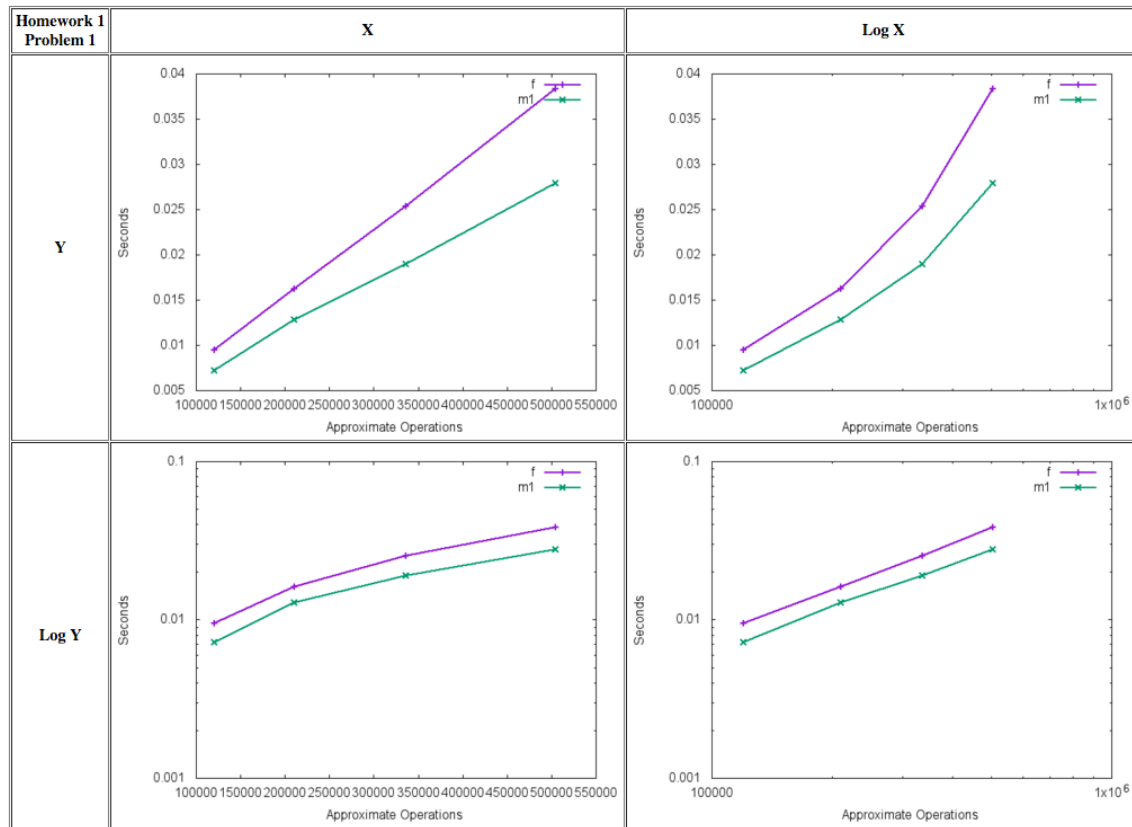 Homework 1
Problem 1
X
Log X
Y
0.04
0.035
0.03
0.025
0.02
0.015
0.01
0.005
Seconds
f
m1
100000 150000 200000 250000 300000 350000 400000 450000 500000 550000
Approximate Operations
0.04
0.035
0.03
0.025
0.02
0.015
0.01
0.005
Seconds
f
m1
100000 1x10⁶
Approximate Operations
Log Y
0.1
0.01
0.001
Seconds
f
m1
100000 150000 200000 250000 300000 350000 400000 450000 500000 550000
Approximate Operations
0.1
0.01
0.001
Seconds
f
m1
100000 1x10⁶
Approximate Operations